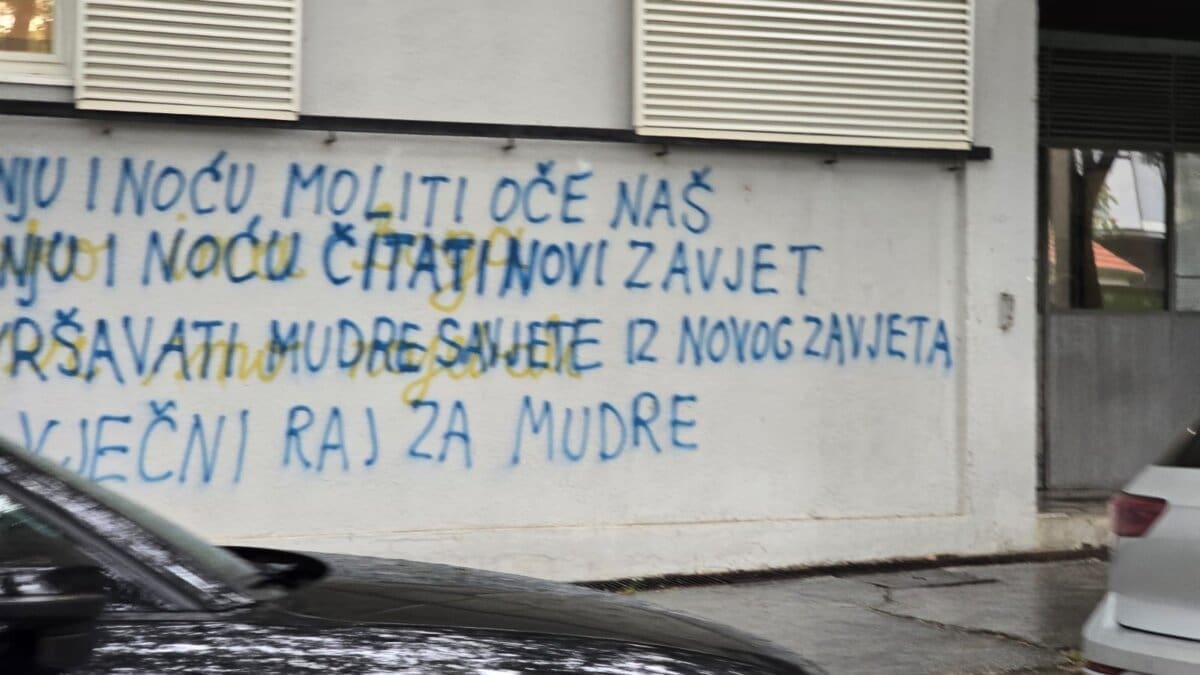 NJU I NOĆU MOLITI OČE NAŠ
NJU I NOĆU ČITATI NOVI ZAVJET
RŠAVATI MUDRE SAVJETE IZ NOVOG ZAVJETA
VJEČNI RAJ ZA MUDRE